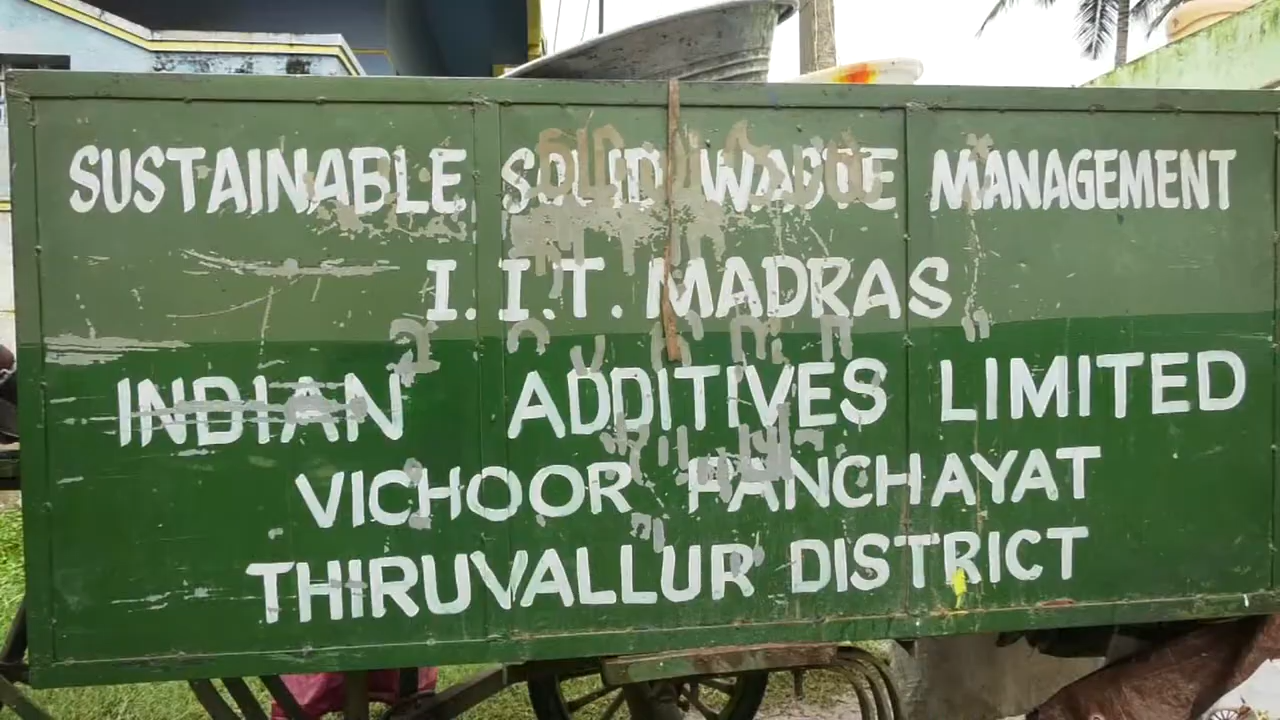 SUSTAINABLE SOLID WASTE MANAGEMENT
I.I.T. MADRAS
INDIAN ADDITIVES LIMITED
VICHOOR PANCHAYAT
THIRUVALLUR DISTRICT